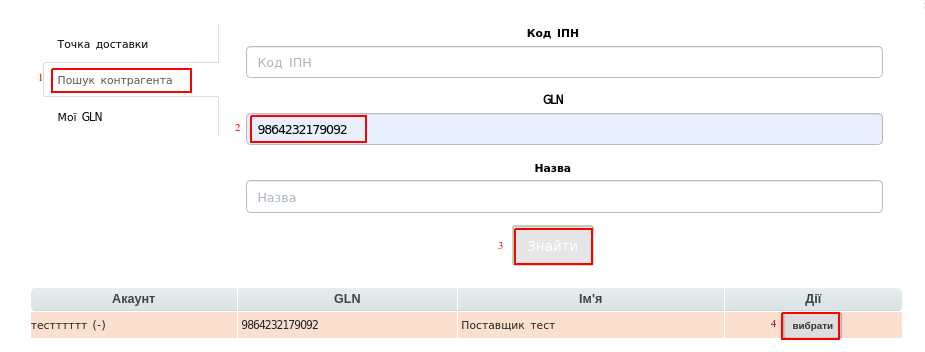 Код ІПН
Точка доставки
Код ІПН
1 Пошук контрагента
GLN
Мої GLN
2 9864232179092
Назва
Назва
3 Знайти
Акаунт GLN Ім'я Дії
тестттттт (-) 9864232179092 Поставщик тест 4 вибрати